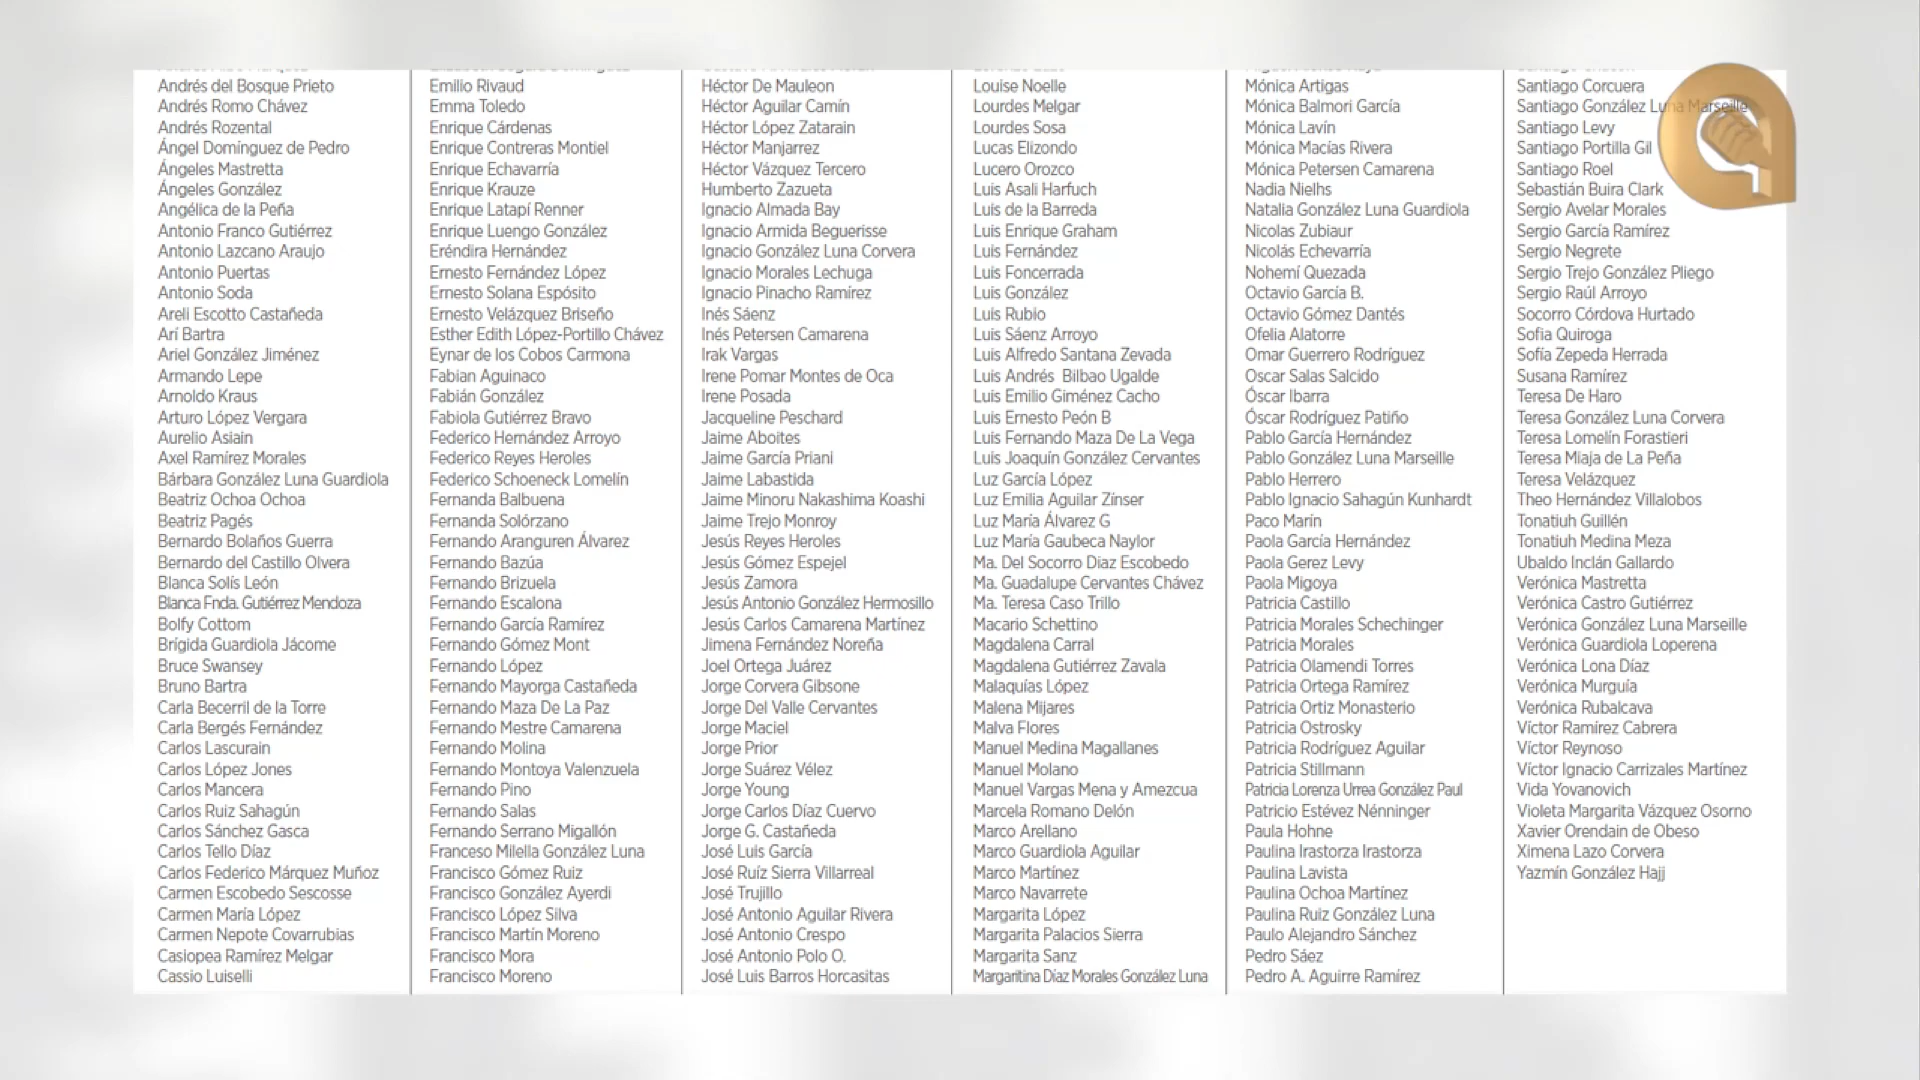 Andrés del Bosque Prieto
Andrés Romo Chávez
Andrés Rozental
Ángel Domínguez de Pedro
Ángeles Mastretta
Ángeles González
Angélica de la Peña
Antonio Franco Gutiérrez
Antonio Lazcano Araujo
Antonio Puertas
Antonio Soda
Areli Escotto Castañeda
Arí Bartra
Ariel González Jiménez
Armando Lepe
Arnoldo Kraus
Arturo López Vergara
Aurelio Asiain
Axel Ramírez Morales
Bárbara González Luna Guardiola
Beatriz Ochoa Ochoa
Beatriz Pagés
Bernardo Bolaños Guerra
Bernardo del Castillo Olvera
Blanca Solís León
Blanca Fnda. Gutiérrez Mendoza
Bolfy Cottom
Brígida Guardiola Jácome
Bruce Swansey
Bruno Bartra
Carla Becerril de la Torre
Carla Bergés Fernández
Carlos Lascurain
Carlos López Jones
Carlos Mancera
Carlos Ruiz Sahagún
Carlos Sánchez Gasca
Carlos Tello Díaz
Carlos Federico Márquez Muñoz
Carmen Escobedo Sescosse
Carmen María López
Carmen Nepote Covarrubias
Casiopea Ramírez Melgar
Cassio Luiselli
Emilio Rivaud
Emma Toledo
Enrique Cárdenas
Enrique Contreras Montiel
Enrique Echavarría
Enrique Krauze
Enrique Latapí Renner
Enrique Luengo González
Eréndira Hernández
Ernesto Fernández López
Ernesto Solana Espósito
Ernesto Velázquez Briseño
Esther Edith López-Portillo Chávez
Eynar de los Cobos Carmona
Fabian Aguinaco
Fabián González
Fabiola Gutiérrez Bravo
Federico Hernández Arroyo
Federico Reyes Heroles
Federico Schoeneck Lomelín
Fernanda Balbuena
Fernanda Solórzano
Fernando Aranguren Álvarez
Fernando Bazúa
Fernando Brizuela
Fernando Escalona
Fernando García Ramírez
Fernando Gómez Mont
Fernando López
Fernando Mayorga Castañeda
Fernando Maza De La Paz
Fernando Mestre Camarena
Fernando Molina
Fernando Montoya Valenzuela
Fernando Pino
Fernando Salas
Fernando Serrano Migallón
Franceso Milella González Luna
Francisco Gómez Ruiz
Francisco González Ayerdi
Francisco López Silva
Francisco Martín Moreno
Francisco Mora
Francisco Moreno
Héctor De Mauleon
Héctor Aguilar Camín
Héctor López Zatarain
Héctor Manjarrez
Héctor Vázquez Tercero
Humberto Zazueta
Ignacio Almada Bay
Ignacio Armida Beguerisse
Ignacio González Luna Corvera
Ignacio Morales Lechuga
Ignacio Pinacho Ramírez
Inés Sáenz
Inés Petersen Camarena
Irak Vargas
Irene Pomar Montes de Oca
Irene Posada
Jacqueline Peschard
Jaime Aboites
Jaime García Priani
Jaime Labastida
Jaime Minoru Nakashima Koashi
Jaime Trejo Monroy
Jesús Reyes Heroles
Jesús Gómez Espejel
Jesús Zamora
Jesús Antonio González Hermosillo
Jesús Carlos Camarena Martínez
Jimena Fernández Noreña
Joel Ortega Juárez
Jorge Corvera Gibsone
Jorge Del Valle Cervantes
Jorge Maciel
Jorge Prior
Jorge Suárez Vélez
Jorge Young
Jorge Carlos Díaz Cuervo
Jorge G. Castañeda
José Luis García
José Ruíz Sierra Villarreal
José Trujillo
José Antonio Aguilar Rivera
José Antonio Crespo
José Antonio Polo O.
José Luis Barros Horcasitas
Louise Noelle
Lourdes Melgar
Lourdes Sosa
Lucas Elizondo
Lucero Orozco
Luis Asali Harfuch
Luis de la Barreda
Luis Enrique Graham
Luis Fernández
Luis Foncerrada
Luis González
Luis Rubio
Luis Sáenz Arroyo
Luis Alfredo Santana Zevada
Luis Andrés Bilbao Ugalde
Luis Emilio Giménez Cacho
Luis Ernesto Peón B
Luis Fernando Maza De La Vega
Luis Joaquín González Cervantes
Luz García López
Luz Emilia Aguilar Zínser
Luz María Álvarez G
Luz María Gaubeca Naylor
Ma. Del Socorro Diaz Escobedo
Ma. Guadalupe Cervantes Chávez
Ma. Teresa Caso Trillo
Macario Schettino
Magdalena Carral
Magdalena Gutiérrez Zavala
Malaquías López
Malena Mijares
Malva Flores
Manuel Medina Magallanes
Manuel Molano
Manuel Vargas Mena y Amezcua
Marcela Romano Delón
Marco Arellano
Marco Guardiola Aguilar
Marco Martínez
Marco Navarrete
Margarita López
Margarita Palacios Sierra
Margarita Sanz
Margaritina Díaz Morales González Luna
Mónica Artigas
Mónica Balmori García
Mónica Lavín
Mónica Macías Rivera
Mónica Petersen Camarena
Nadia Nielhs
Natalia González Luna Guardiola
Nicolas Zubiaur
Nicolás Echevarría
Nohemí Quezada
Octavio García B.
Octavio Gómez Dantés
Ofelia Alatorre
Omar Guerrero Rodríguez
Oscar Salas Salcido
Óscar Ibarra
Óscar Rodríguez Patiño
Pablo García Hernández
Pablo González Luna Marseille
Pablo Herrero
Pablo Ignacio Sahagún Kunhardt
Paco Marín
Paola García Hernández
Paola Gerez Levy
Paola Migoya
Patricia Castillo
Patricia Morales Schechinger
Patricia Morales
Patricia Olamendi Torres
Patricia Ortega Ramírez
Patricia Ortiz Monasterio
Patricia Ostrosky
Patricia Rodríguez Aguilar
Patricia Stillmann
Patricia Lorenza Urrea González Paul
Patricio Estévez Nénninger
Paula Hohne
Paulina Irastorza Irastorza
Paulina Lavista
Paulina Ochoa Martínez
Paulina Ruiz González Luna
Paulo Alejandro Sánchez
Pedro Sáez
Pedro A. Aguirre Ramírez
Santiago Corcuera
Santiago González Luna Marseille
Santiago Levy
Santiago Portilla Gil
Santiago Roel
Sebastián Buira Clark
Sergio Avelar Morales
Sergio García Ramírez
Sergio Negrete
Sergio Trejo González Pliego
Sergio Raúl Arroyo
Socorro Córdova Hurtado
Sofia Quiroga
Sofía Zepeda Herrada
Susana Ramírez
Teresa De Haro
Teresa González Luna Corvera
Teresa Lomelín Forastieri
Teresa Miaja de La Peña
Teresa Velázquez
Theo Hernández Villalobos
Tonatiuh Guillén
Tonatiuh Medina Meza
Ubaldo Inclán Gallardo
Verónica Mastretta
Verónica Castro Gutiérrez
Verónica González Luna Marseille
Verónica Guardiola Loperena
Verónica Lona Díaz
Verónica Murguía
Verónica Rubalcava
Víctor Ramírez Cabrera
Víctor Reynoso
Víctor Ignacio Carrizales Martínez
Vida Yovanovich
Violeta Margarita Vázquez Osorno
Xavier Orendain de Obeso
Ximena Lazo Corvera
Yazmín González Hajj